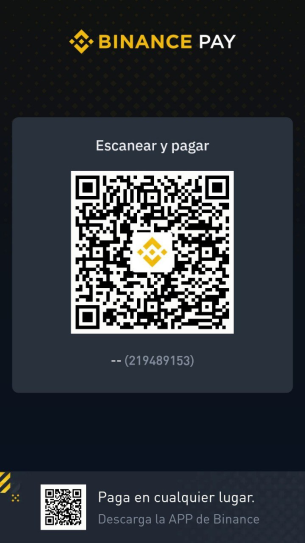 BINANCE PAY
Escanear y pagar
-- (219489153)
Paga en cualquier lugar.
Descarga la APP de Binance